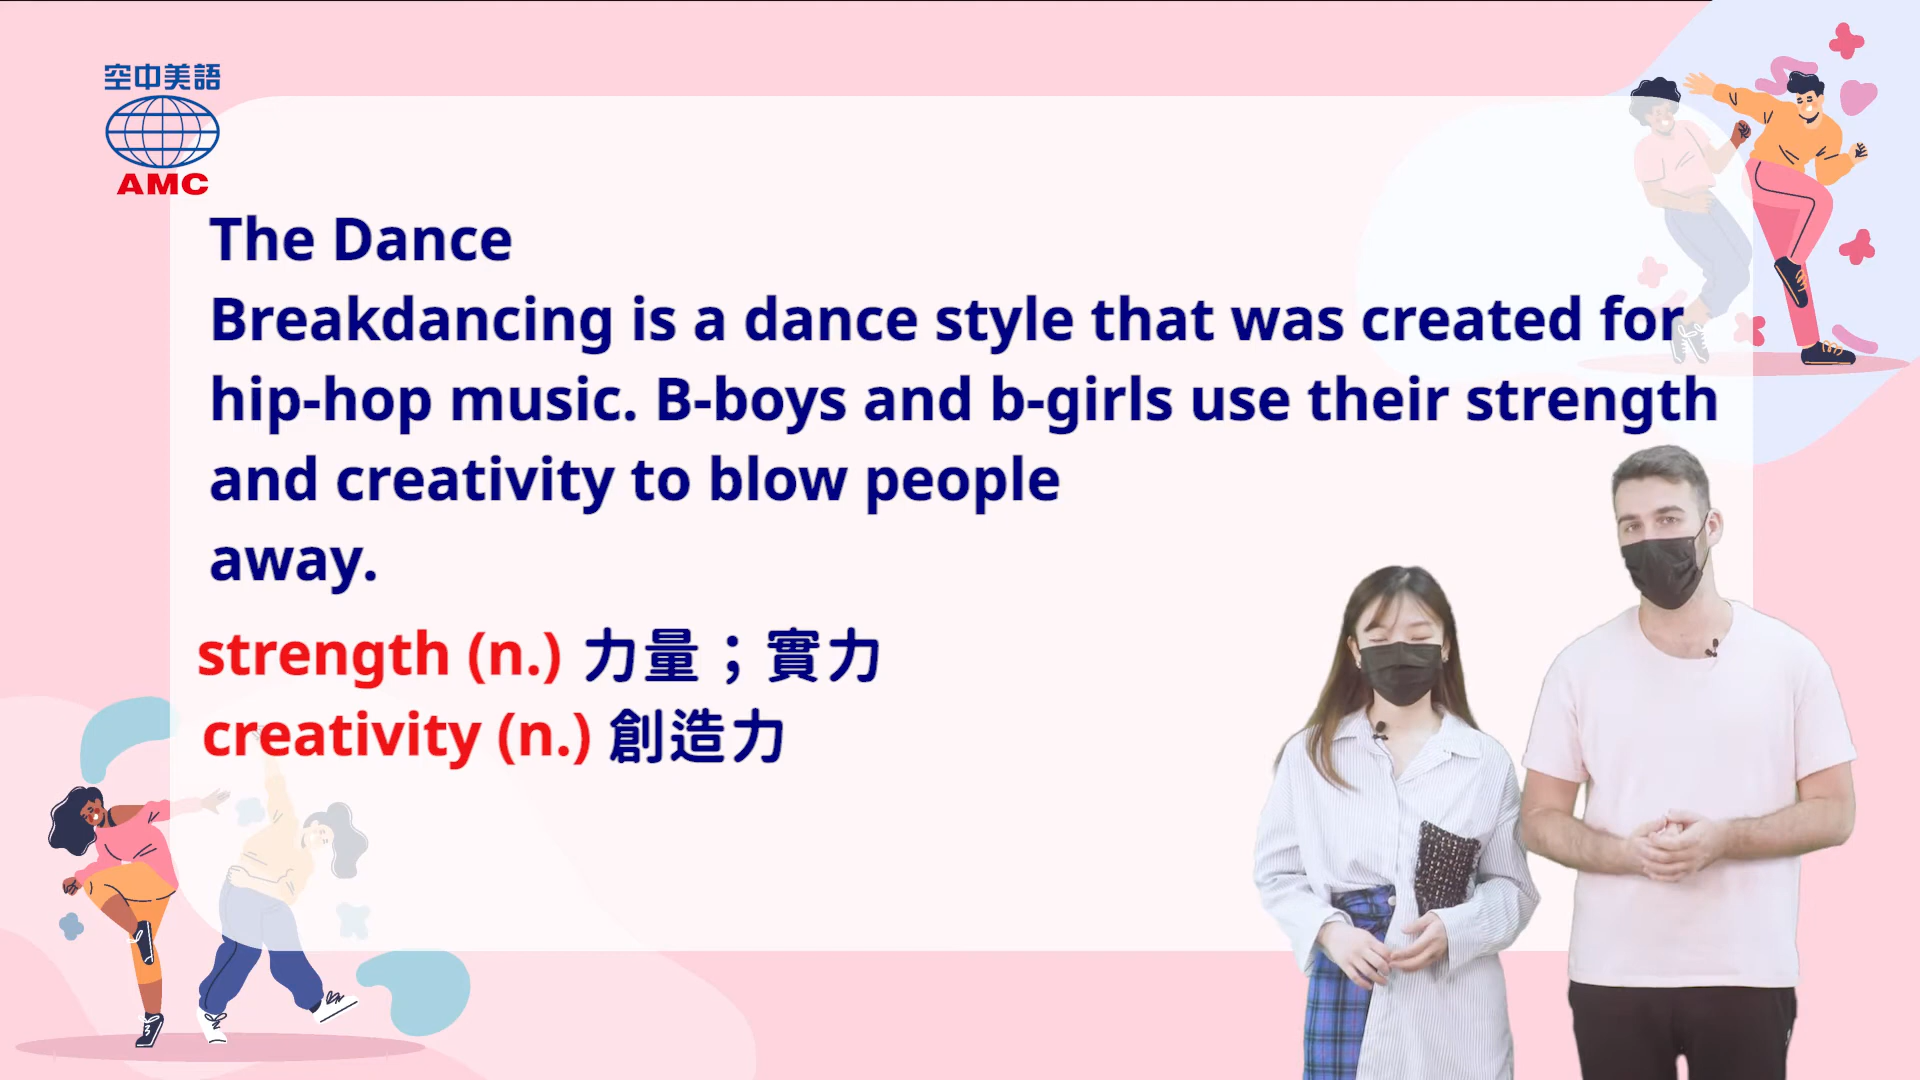 空中美語
AMC
The Dance
Breakdancing is a dance style that was created for
hip-hop music. B-boys and b-girls use their strength
and creativity to blow people
away.
strength (n.) 力量；實力
creativity (n.) 創造力